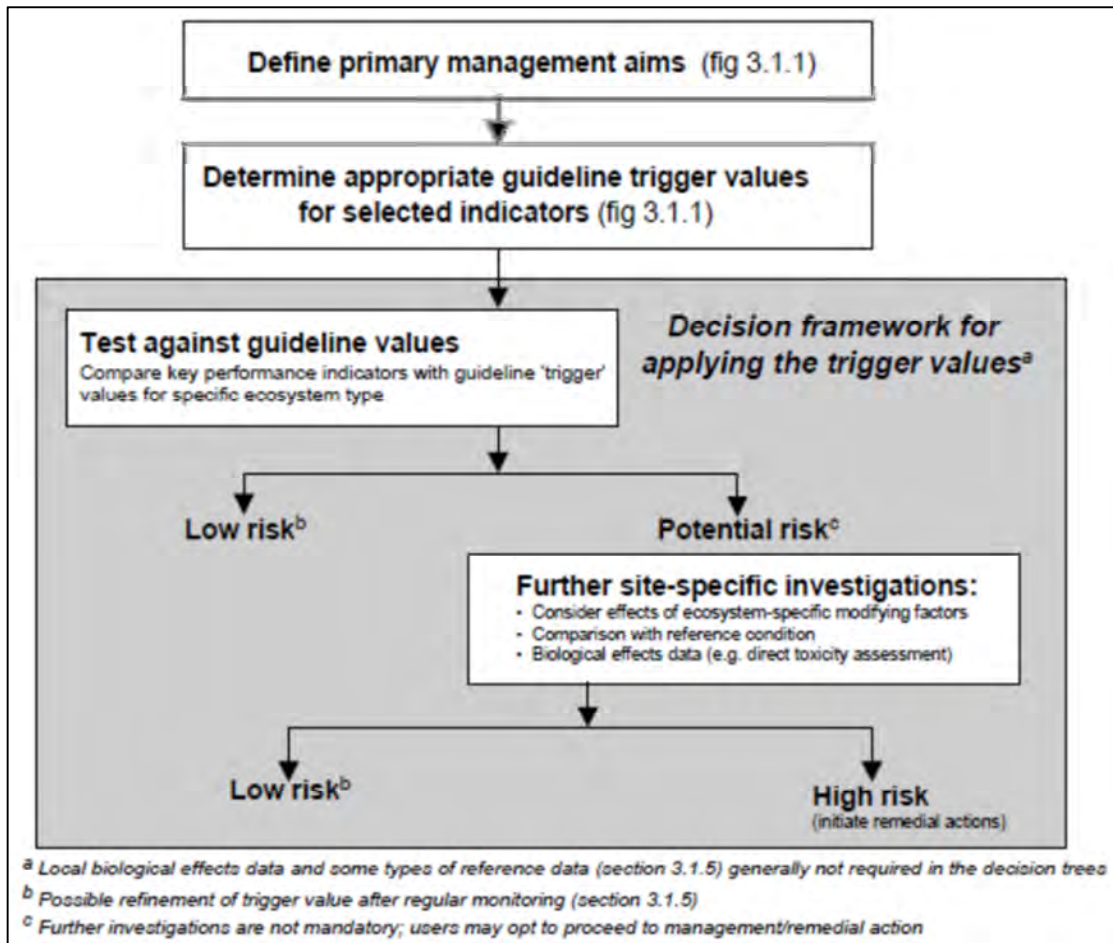 Define primary management aims (fig 3.1.1)
Determine appropriate guideline trigger values
for selected indicators (fig 3.1.1)
Decision framework for
applying the trigger valuesᵃ
Test against guideline values
Compare key performance indicators with guideline 'trigger'
values for specific ecosystem type
Low riskᵇ
Potential riskᶜ
Further site-specific investigations:
• Consider effects of ecosystem-specific modifying factors
• Comparison with reference condition
• Biological effects data (e.g. direct toxicity assessment)
Low riskᵇ
High risk
(initiate remedial actions)
ᵃ Local biological effects data and some types of reference data (section 3.1.5) generally not required in the decision trees
ᵇ Possible refinement of trigger value after regular monitoring (section 3.1.5)
ᶜ Further investigations are not mandatory; users may opt to proceed to management/remedial action